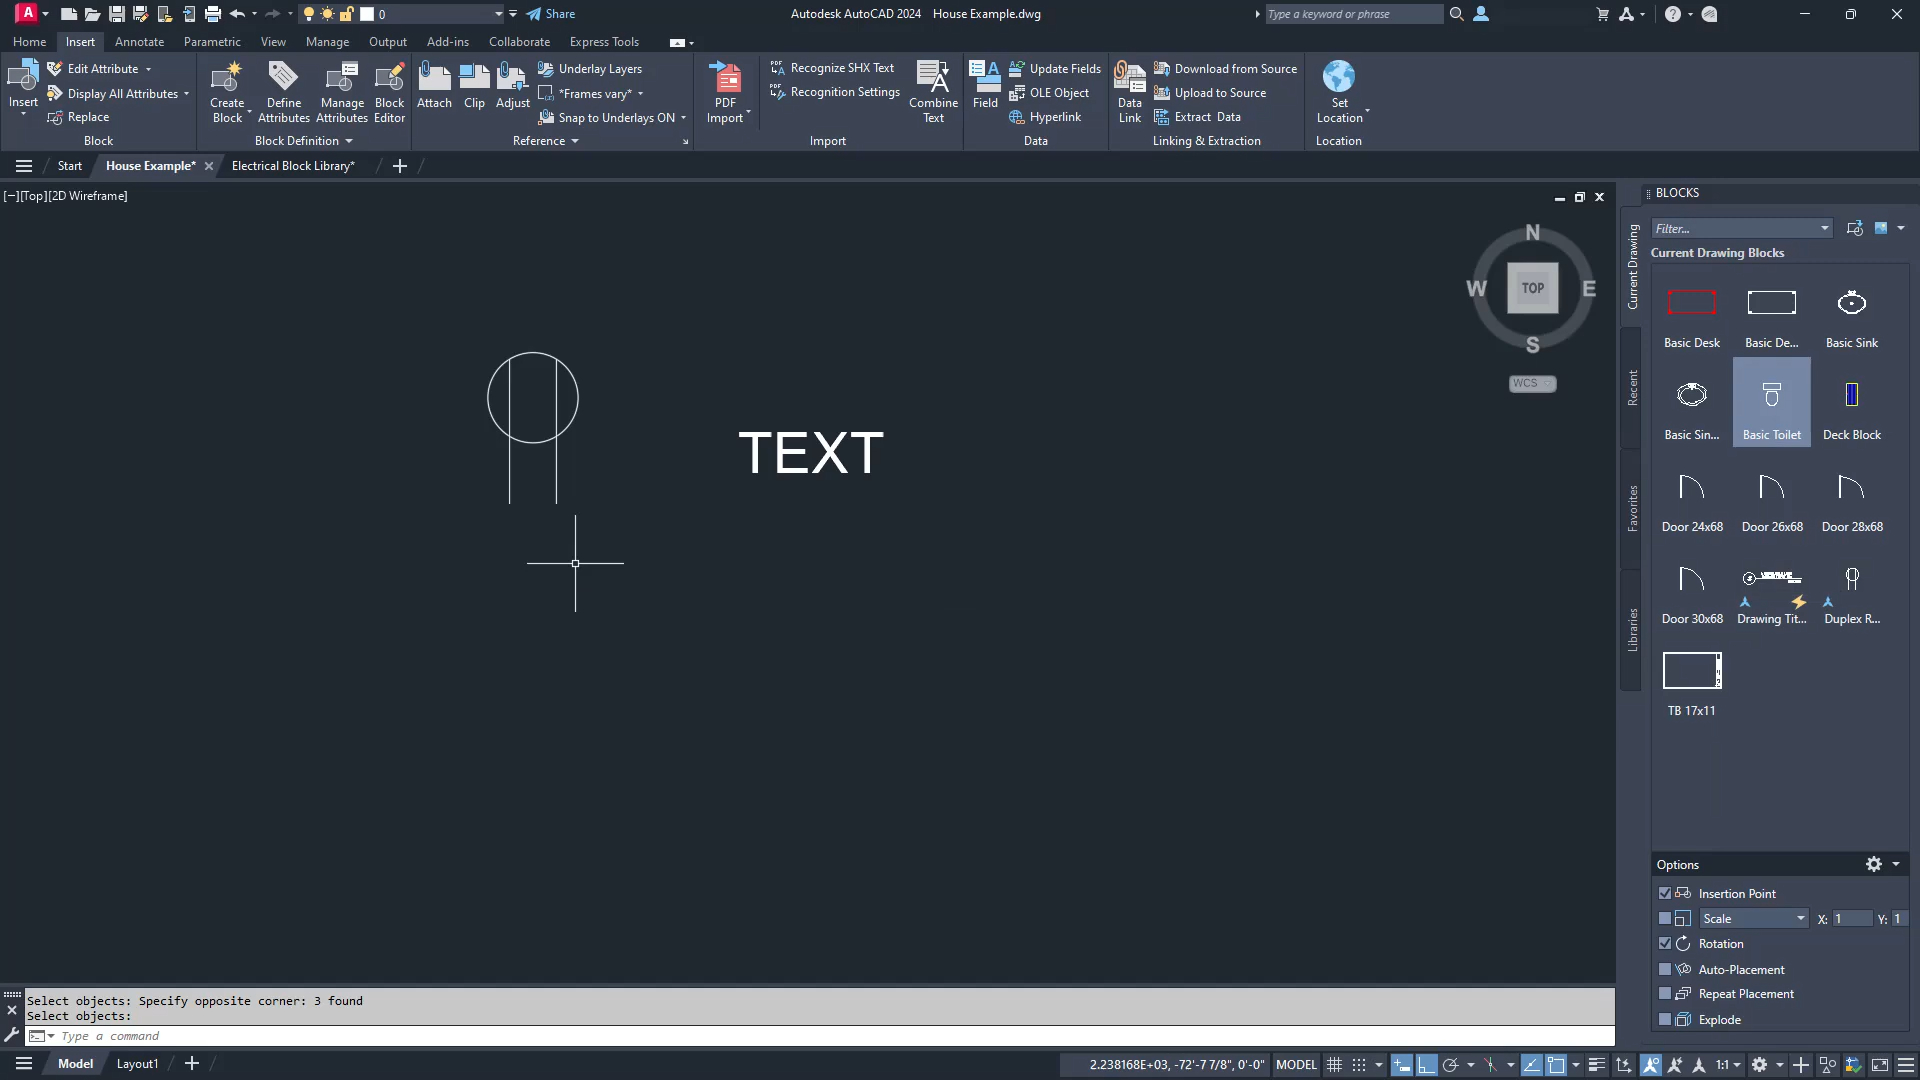 A 0 Share Autodesk AutoCAD 2024 House Example.dwg Type a keyword or phrase
Home Insert Annotate Parametric View Manage Output Add-ins Collaborate Express Tools
Insert
Edit Attribute
Display All Attributes
Replace
Block
Create Block
Define Attributes
Manage Attributes
Block Editor
Block Definition
Attach
Clip
Adjust
Underlay Layers
*Frames vary*
Snap to Underlays ON
Reference
PDF Import
Recognize SHX Text
Recognition Settings
Combine Text
Import
Field
Update Fields
OLE Object
Hyperlink
Data
Data Link
Download from Source
Upload to Source
Extract Data
Linking & Extraction
Set Location
Location
Start House Example* Electrical Block Library*
[−][Top][2D Wireframe]
N
W TOP E
S
WCS
TEXT
BLOCKS
Filter...
Current Drawing Blocks
Current Drawing
Recent
Favorites
Libraries
Basic Desk Basic De... Basic Sink
Basic Sin... Basic Toilet Deck Block
Door 24x68 Door 26x68 Door 28x68
Door 30x68 Drawing Tit... Duplex R...
TB 17x11
Options
Insertion Point
Scale X: 1 Y: 1
Rotation
Auto-Placement
Repeat Placement
Explode
Select objects: Specify opposite corner: 3 found
Select objects:
Type a command
Model Layout1 2.238168E+03, -72'-7 7/8", 0'-0" MODEL 1:1